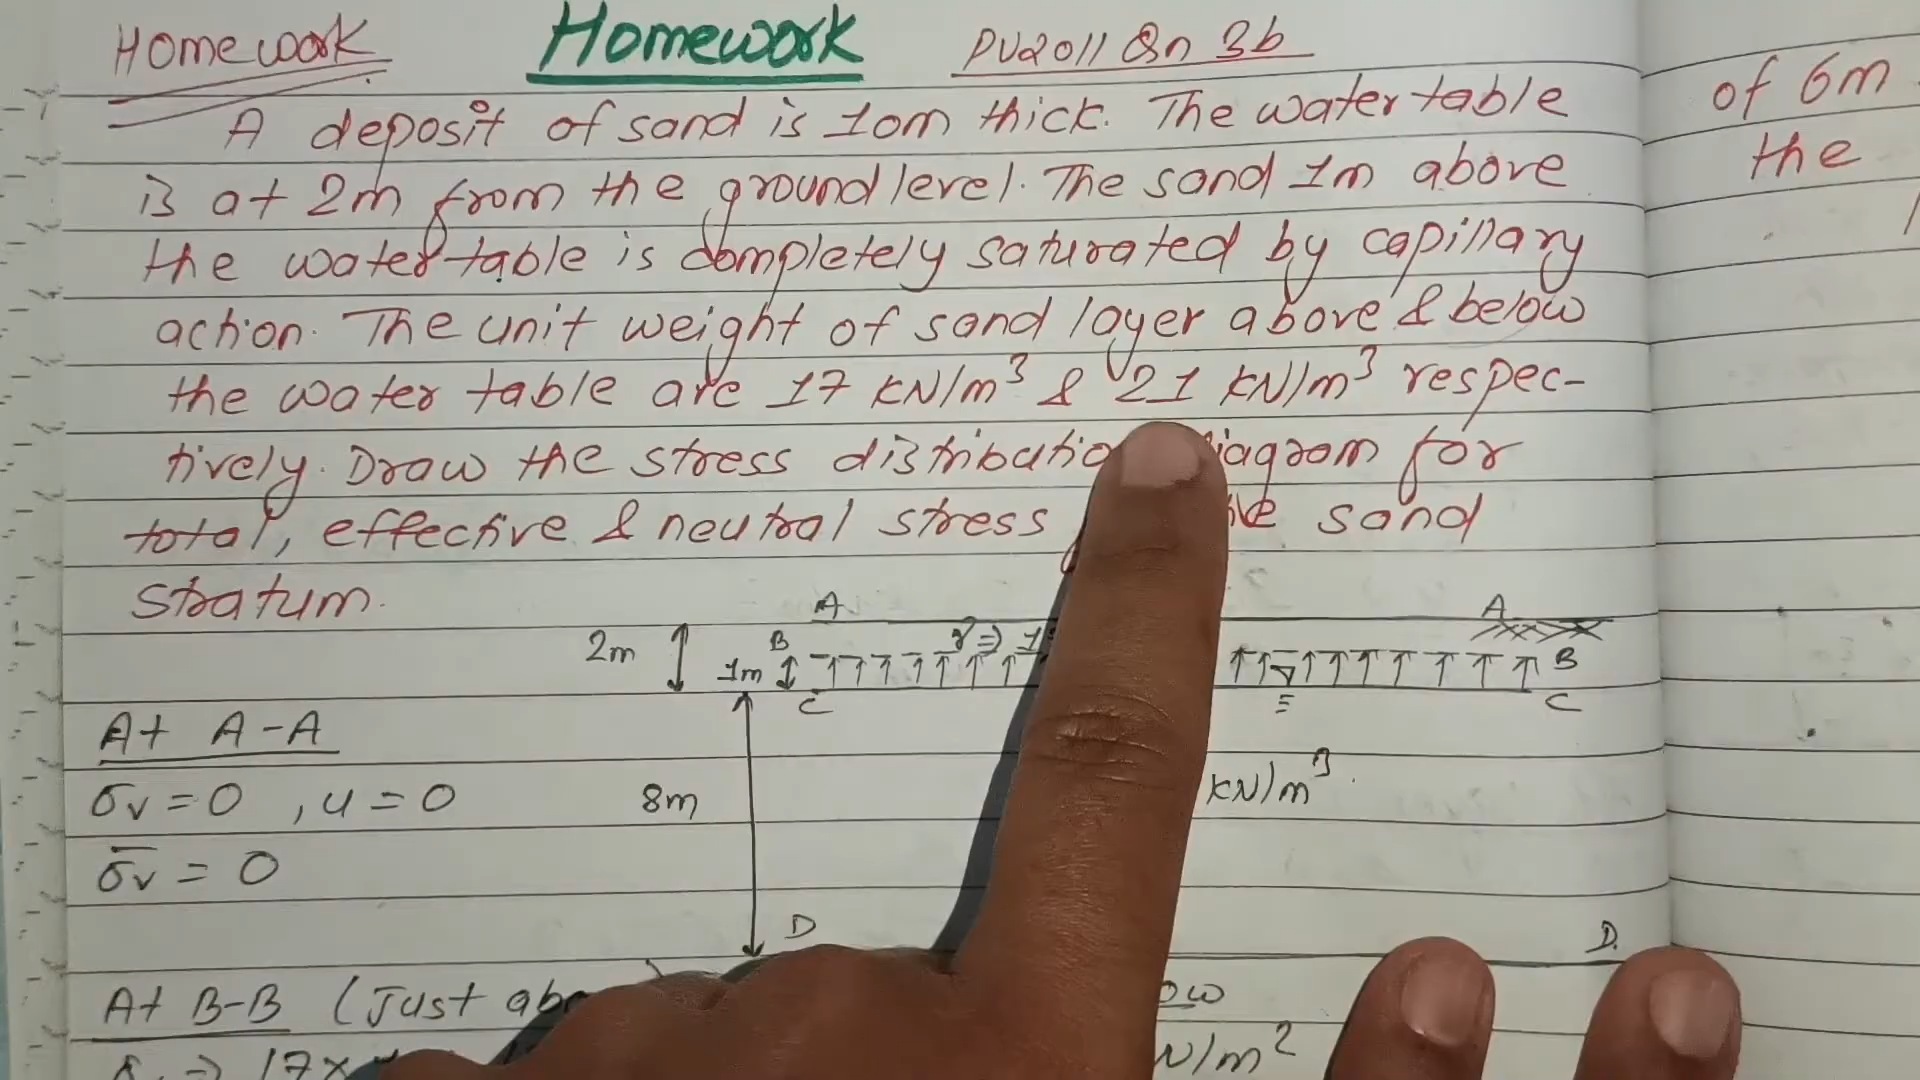 Homework Homework PU2011 Qn 3b
A deposit of sand is 10m thick. The water table
is at 2m from the ground level. The sand 1m above
the water table is completely saturated by capillary
action. The unit weight of sand layer above & below
the water table are 17 KN/m³ & 21 KN/m³ respec-
tively. Draw the stress distribution diagram for
total, effective & neutral stress sand
stratum.
A A
2m B 1m γ ⇒ B
C C
At A-A
σv = 0 , u = 0 8m KN/m³.
σ̅v = 0
D D.
At B-B (Just
⇒ 17x N/m²
of 6m
the